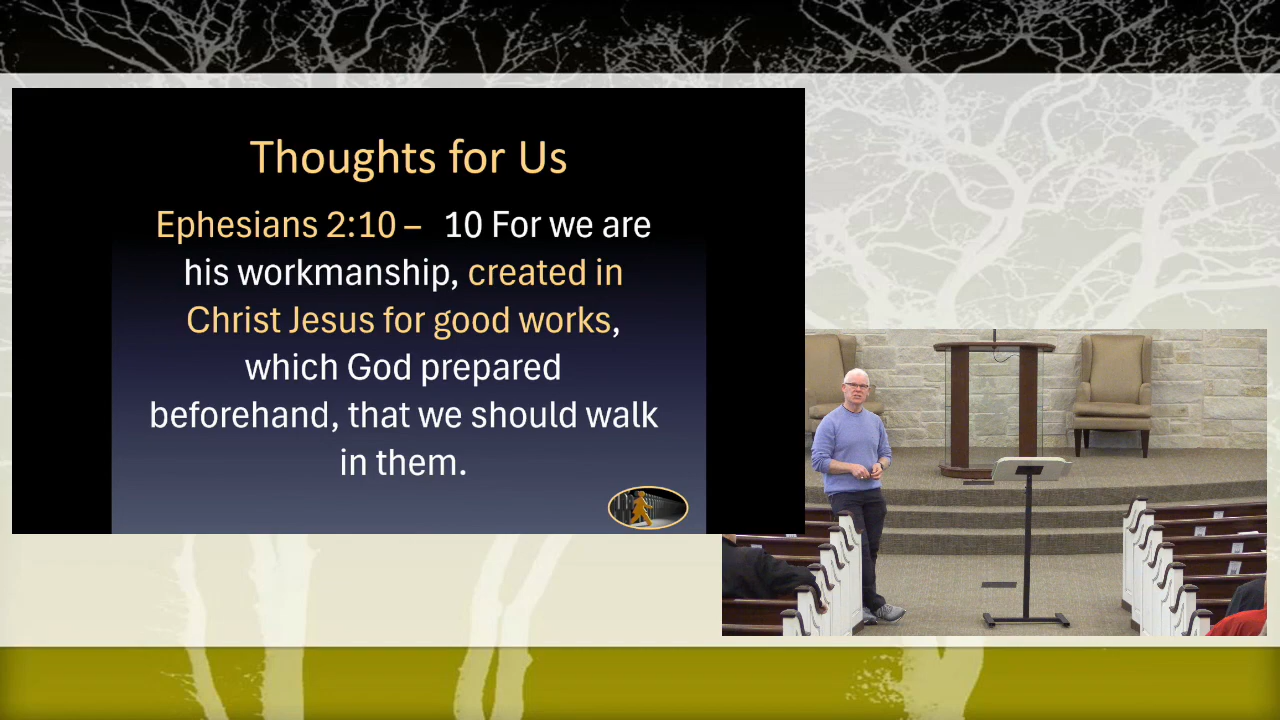 Thoughts for Us
Ephesians 2:10 – 10 For we are
his workmanship, created in
Christ Jesus for good works,
which God prepared
beforehand, that we should walk
in them.